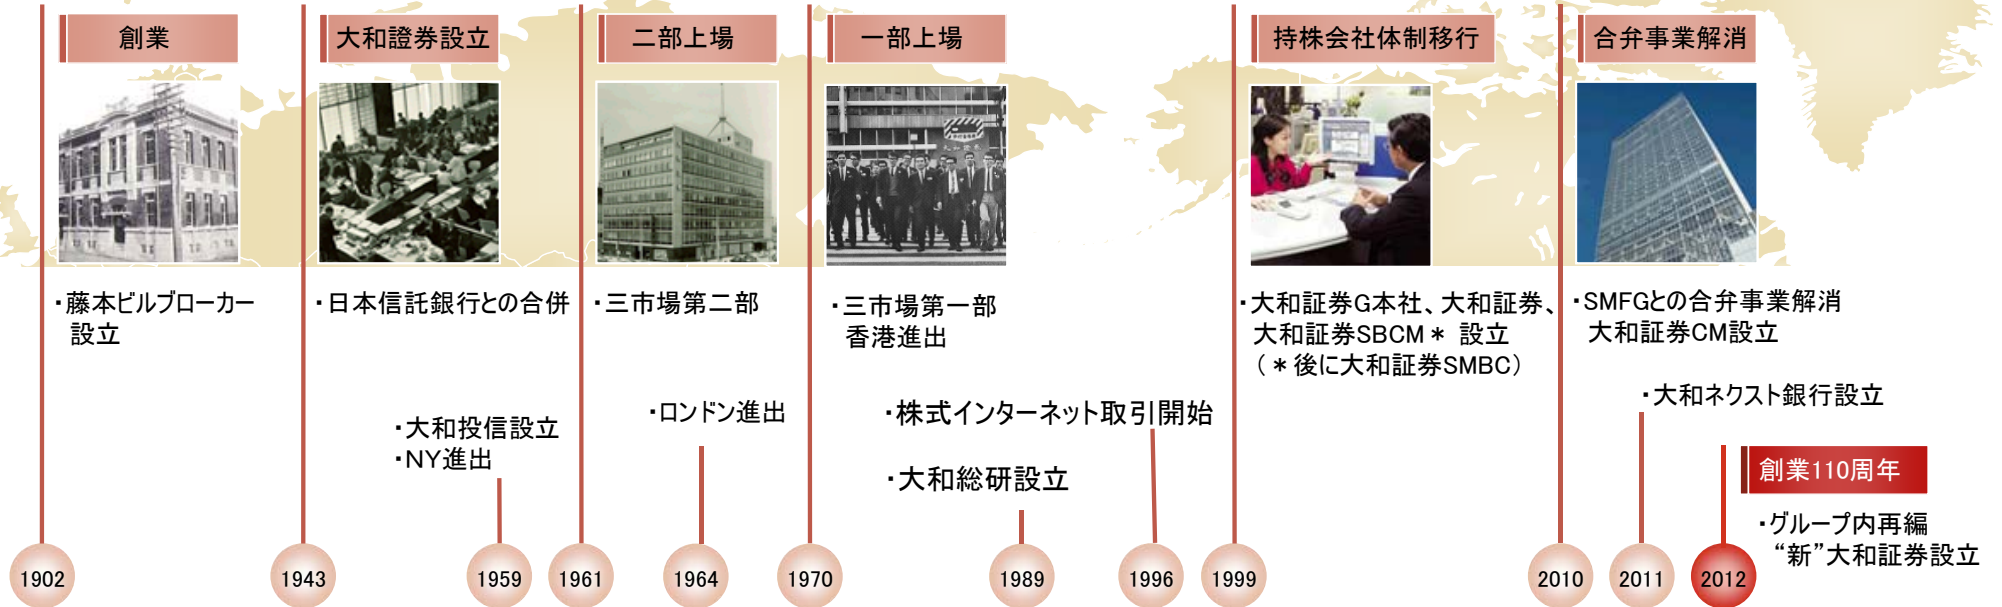 創業
大和證券設立
二部上場
一部上場
持株会社体制移行
合弁事業解消
・藤本ビルブローカー
設立
・日本信託銀行との合併
・三市場第二部
・三市場第一部
香港進出
・大和証券G本社、大和証券、
大和証券SBCM＊ 設立
（＊後に大和証券SMBC）
・SMFGとの合弁事業解消
大和証券CM設立
・大和投信設立
・NY進出
・ロンドン進出
・株式インターネット取引開始
・大和総研設立
・大和ネクスト銀行設立
創業110周年
・グループ内再編
“新”大和証券設立
1902
1943
1959
1961
1964
1970
1989
1996
1999
2010
2011
2012